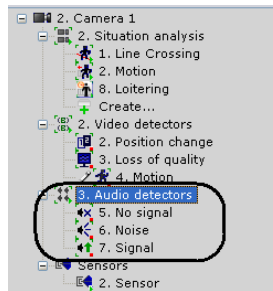 2. Camera 1
2. Situation analysis
1. Line Crossing
2. Motion
8. Loitering
Create...
2. Video detectors
2. Position change
3. Loss of quality
4. Motion
3. Audio detectors
5. No signal
6. Noise
7. Signal
Sensors
2. Sensor